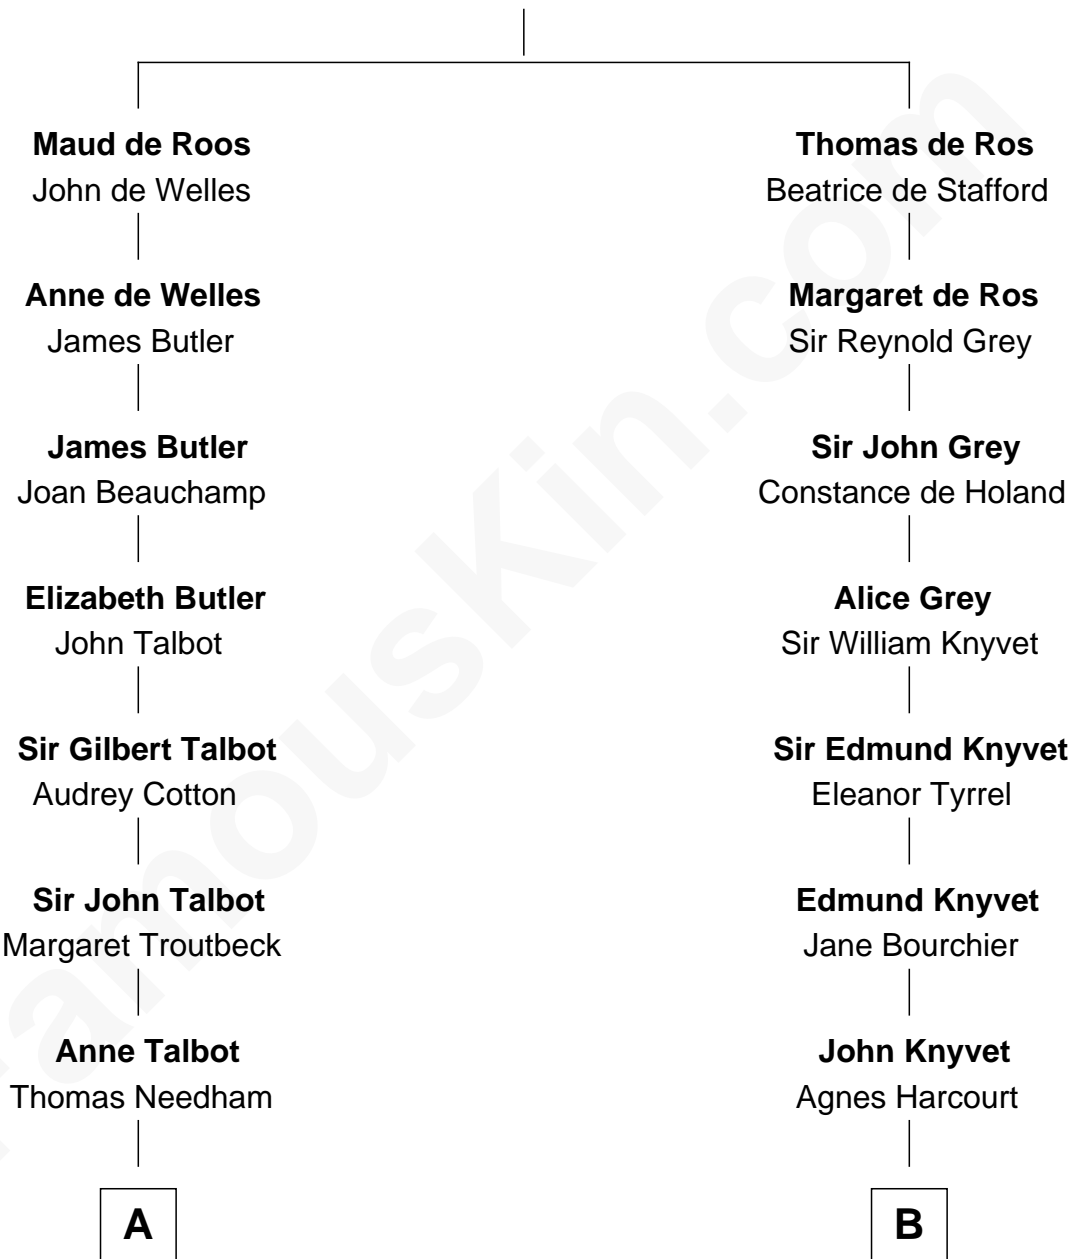 Maud de Roos
John de Welles
Anne de Welles
James Butler
James Butler
Joan Beauchamp
Elizabeth Butler
John Talbot
Sir Gilbert Talbot
Audrey Cotton
Sir John Talbot
Margaret Troutbeck
Anne Talbot
Thomas Needham
A
Thomas de Ros
Beatrice de Stafford
Margaret de Ros
Sir Reynold Grey
Sir John Grey
Constance de Holand
Alice Grey
Sir William Knyvet
Sir Edmund Knyvet
Eleanor Tyrrel
Edmund Knyvet
Jane Bourchier
John Knyvet
Agnes Harcourt
B
FamousKin.com